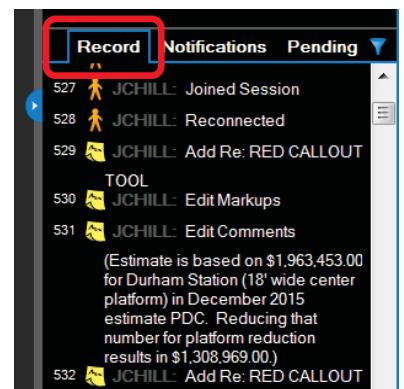 Record Notifications Pending
527 JCHILL: Joined Session
528 JCHILL: Reconnected
529 JCHILL: Add Re: RED CALLOUT
TOOL
530 JCHILL: Edit Markups
531 JCHILL: Edit Comments
(Estimate is based on $1,963,453.00
for Durham Station (18' wide center
platform) in December 2015
estimate PDC. Reducing that
number for platform reduction
results in $1,308,969.00.)
532 JCHILL: Add Re: RED CALLOUT